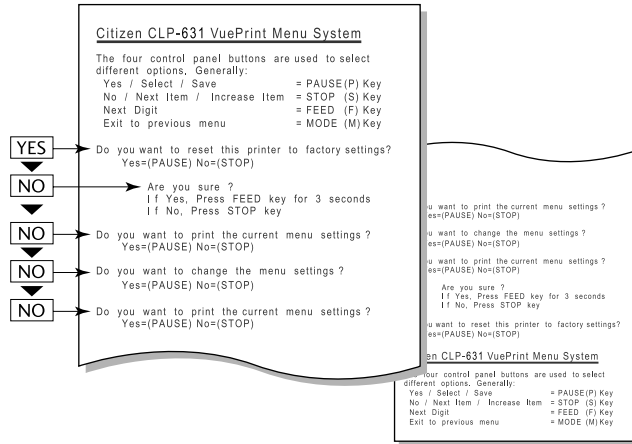 Citizen CLP-631 VuePrint Menu System
The four control panel buttons are used to select
different options, Generally:
Yes / Select / Save = PAUSE(P) Key
No / Next Item / Increase Item = STOP (S) Key
Next Digit = FEED (F) Key
Exit to previous menu = MODE (M) Key
YES
Do you want to reset this printer to factory settings?
Yes=(PAUSE) No=(STOP)
NO
Are you sure ?
If Yes, Press FEED key for 3 seconds
If No, Press STOP key
NO
Do you want to print the current menu settings ?
Yes=(PAUSE) No=(STOP)
NO
Do you want to change the menu settings ?
Yes=(PAUSE) No=(STOP)
NO
Do you want to print the current menu settings ?
Yes=(PAUSE) No=(STOP)
want to print the current menu settings ?
No=(STOP)
want to change the menu settings ?
No=(STOP)
want to print the current menu settings ?
No=(STOP)
Are you sure ?
If Yes, Press FEED key for 3 seconds
If No, Press STOP key
want to reset this printer to factory settings?
No=(STOP)
CLP-631 VuePrint Menu System
four control panel buttons are used to select
different options, Generally:
Yes / Select / Save = PAUSE(P) Key
No / Next Item / Increase Item = STOP (S) Key
Next Digit = FEED (F) Key
Exit to previous menu = MODE (M) Key